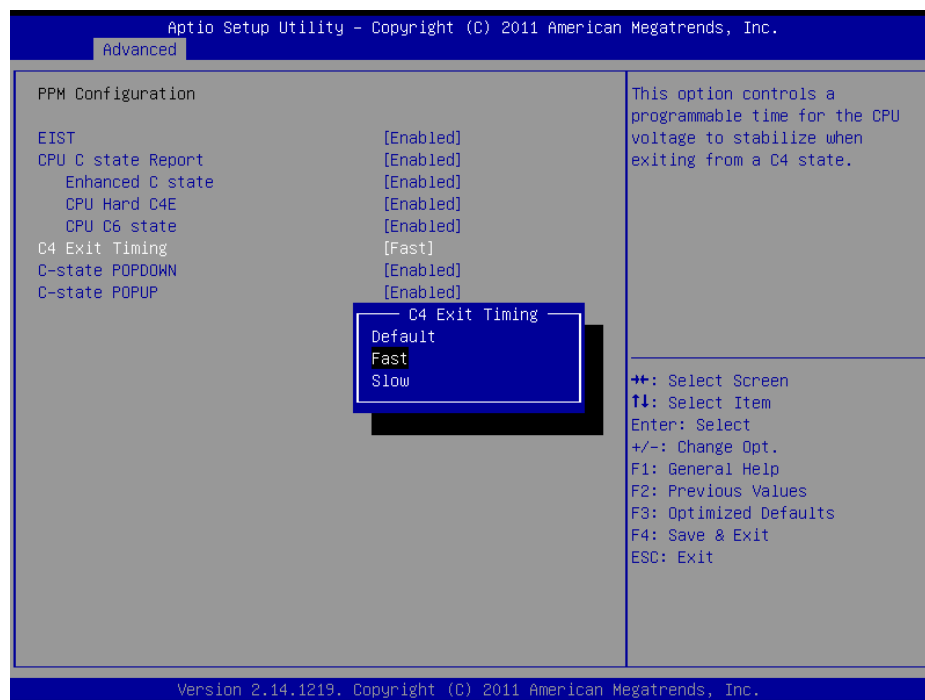 Aptio Setup Utility – Copyright (C) 2011 American Megatrends, Inc.
Advanced
PPM Configuration
EIST [Enabled]
CPU C state Report [Enabled]
Enhanced C state [Enabled]
CPU Hard C4E [Enabled]
CPU C6 state [Enabled]
C4 Exit Timing [Fast]
C-state POPDOWN [Enabled]
C-state POPUP [Enabled]
C4 Exit Timing
Default
Fast
Slow
This option controls a
programmable time for the CPU
voltage to stabilize when
exiting from a C4 state.
→←: Select Screen
↑↓: Select Item
Enter: Select
+/-: Change Opt.
F1: General Help
F2: Previous Values
F3: Optimized Defaults
F4: Save & Exit
ESC: Exit
Version 2.14.1219. Copyright (C) 2011 American Megatrends, Inc.